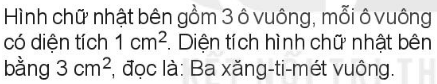 Hình chữ nhật bên gồm 3 ô vuông, mỗi ô vuông
có diện tích 1 cm². Diện tích hình chữ nhật bên
bằng 3 cm², đọc là: Ba xăng-ti-mét vuông.